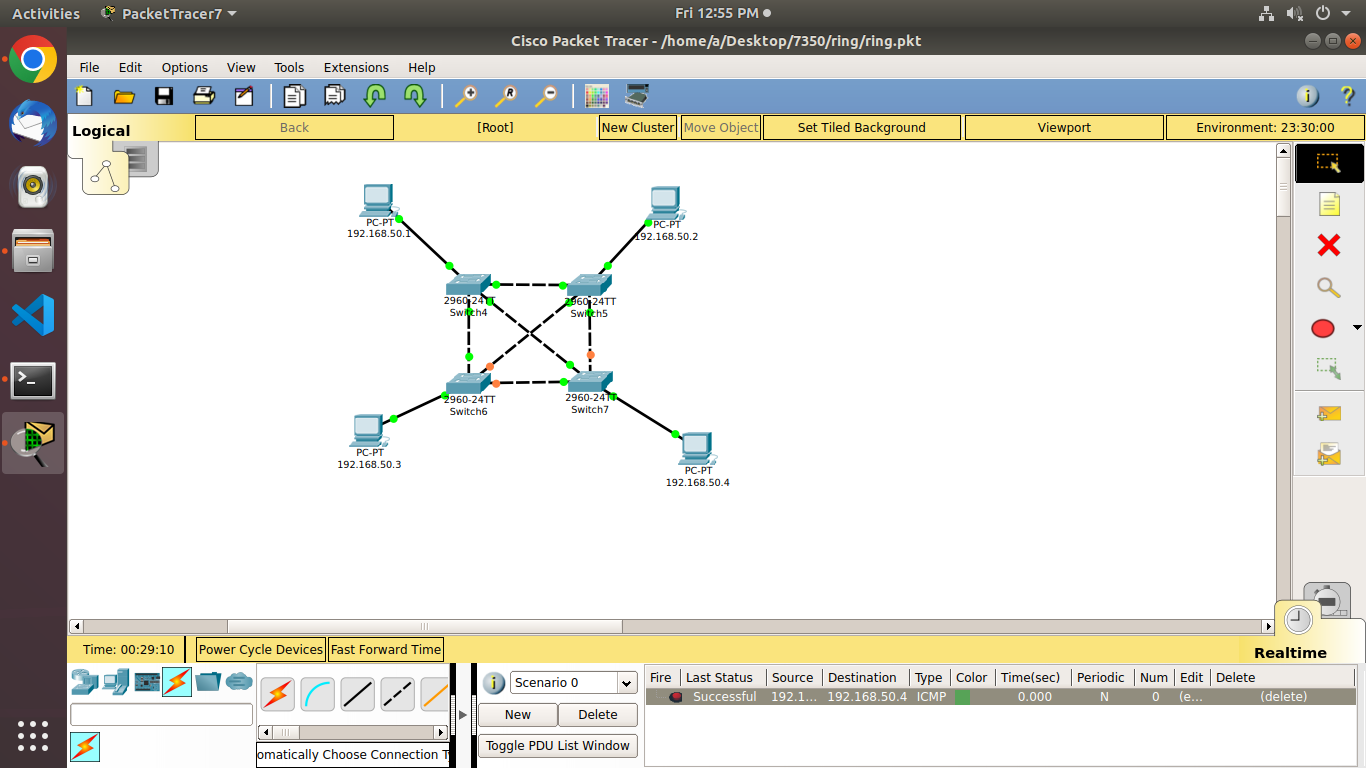 Activities PacketTracer7 Fri 12:55 PM
Cisco Packet Tracer - /home/a/Desktop/7350/ring/ring.pkt
File Edit Options View Tools Extensions Help
Logical Back [Root] New Cluster Move Object Set Tiled Background Viewport Environment: 23:30:00
PC-PT
192.168.50.1
PC-PT
192.168.50.2
2960-24TT
Switch4
2960-24TT
Switch5
2960-24TT
Switch6
2960-24TT
Switch7
PC-PT
192.168.50.3
PC-PT
192.168.50.4
Time: 00:29:10 Power Cycle Devices Fast Forward Time
Realtime
Scenario 0
New Delete
Toggle PDU List Window
omatically Choose Connection T
Fire Last Status Source Destination Type Color Time(sec) Periodic Num Edit Delete
Successful 192.1... 192.168.50.4 ICMP 0.000 N 0 (e... (delete)